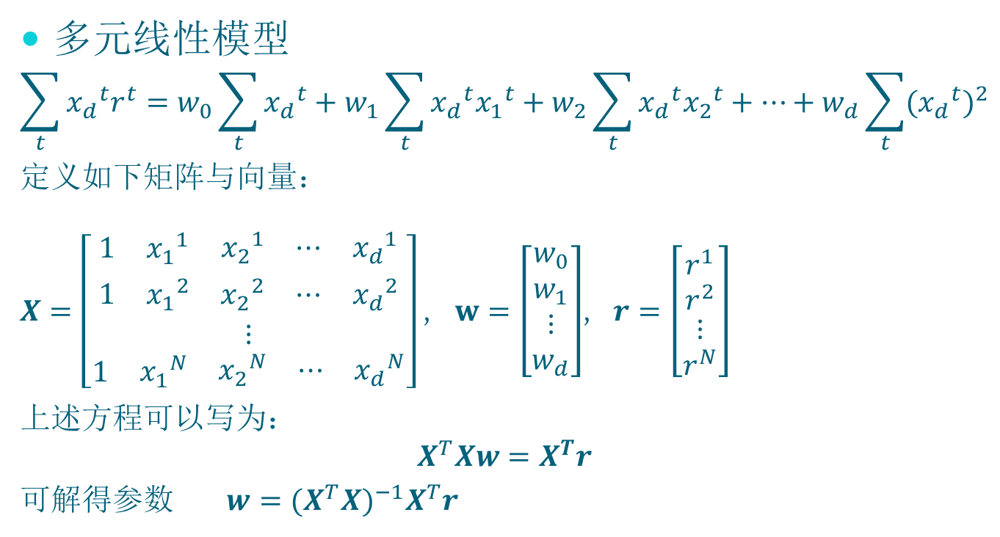 • 多元线性模型
$\sum_t x_d{}^t r^t = w_0 \sum_t x_d{}^t + w_1 \sum_t x_d{}^t x_1{}^t + w_2 \sum_t x_d{}^t x_2{}^t + \cdots + w_d \sum_t (x_d{}^t)^2$
定义如下矩阵与向量：
$\boldsymbol{X} = \begin{bmatrix} 1 & x_1{}^1 & x_2{}^1 & \cdots & x_d{}^1 \\ 1 & x_1{}^2 & x_2{}^2 & \cdots & x_d{}^2 \\ & & \vdots & & \\ 1 & x_1{}^N & x_2{}^N & \cdots & x_d{}^N \end{bmatrix}, \mathbf{w} = \begin{bmatrix} w_0 \\ w_1 \\ \vdots \\ w_d \end{bmatrix}, \boldsymbol{r} = \begin{bmatrix} r^1 \\ r^2 \\ \vdots \\ r^N \end{bmatrix}$
上述方程可以写为：
$\boldsymbol{X}^T \boldsymbol{X} \boldsymbol{w} = \boldsymbol{X}^{\boldsymbol{T}} \boldsymbol{r}$
可解得参数 $\boldsymbol{w} = (\boldsymbol{X}^T \boldsymbol{X})^{-1} \boldsymbol{X}^T \boldsymbol{r}$